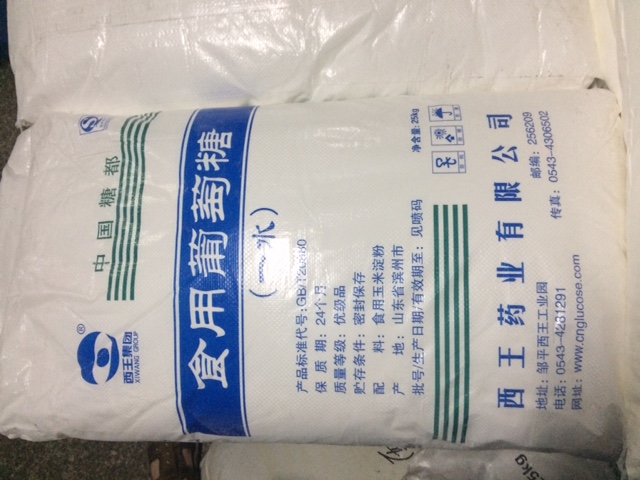 西王集团
XIWANG GROUP
®
中国糖都
食用葡萄糖
(一水)
产品标准代号:GB/T20880
保质期:24个月
质量等级:优级品
贮存条件:密封保存
配料:食用玉米淀粉
产地:山东省滨州市
批号/生产日期/有效期至:见喷码
净含量:25kg
西王药业有限公司
地址:邹平西王工业园 邮编:256209
电话:0543-4261291 传真:0543-4306502
网址:www.cnglucose.com
5kg